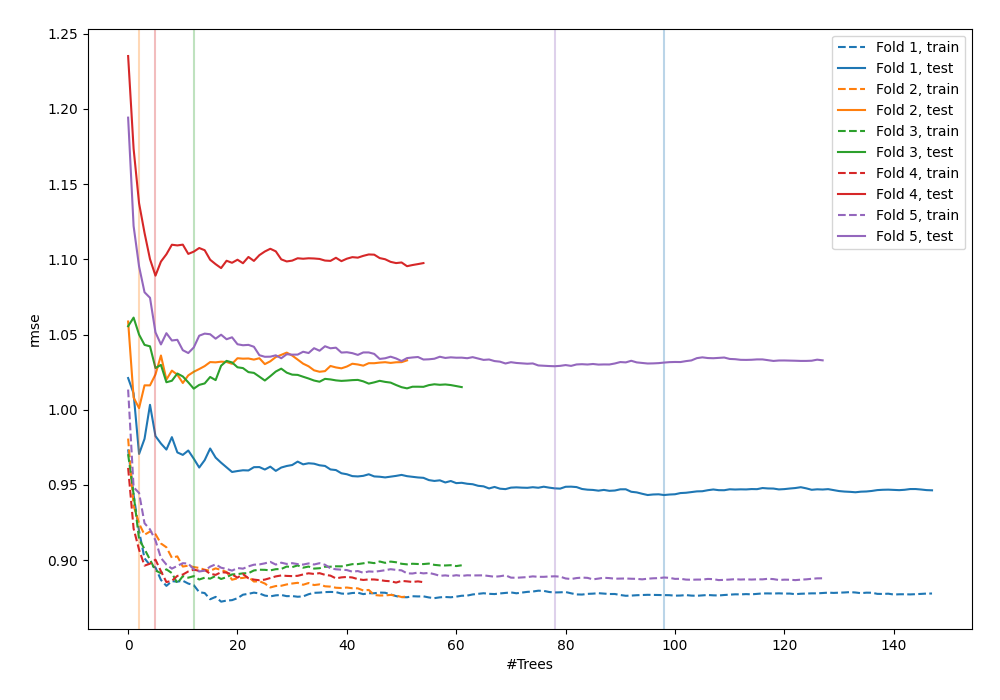 1.25
1.20
1.15
1.10
1.05
1.00
0.95
0.90
rmse
0
20
40
60
80
100
120
140
#Trees
Fold 1, train
Fold 1, test
Fold 2, train
Fold 2, test
Fold 3, train
Fold 3, test
Fold 4, train
Fold 4, test
Fold 5, train
Fold 5, test